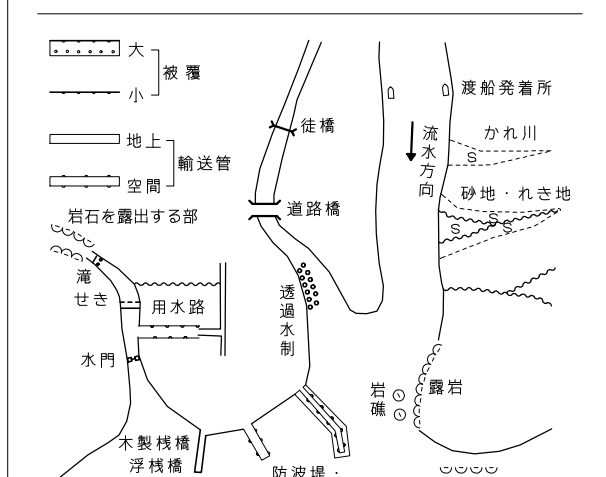 大
被覆
小
地上
輸送管
空間
岩石を露出する部
滝
せき
用水路
水門
木製桟橋
浮桟橋
徒橋
道路橋
透過水制
防波堤・
渡船発着所
流水方向
かれ川
S
砂地・れき地
S
S
S
岩礁
露岩